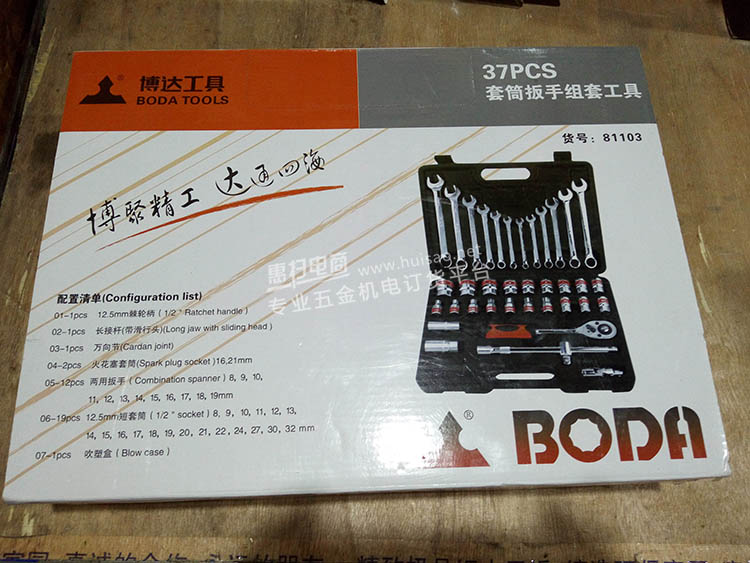 博达工具
BODA TOOLS
®
37PCS
套筒扳手组套工具
货号：81103
博聚精工 达通四海
惠扫电商 www.huisao.net
专业五金机电订货平台
配置清单(Configuration list)
01-1pcs 12.5mm棘轮柄 ( 1/2" Ratchet handle )
02-1pcs 长接杆(带滑行头)(Long jaw with sliding head)
03-1pcs 万向节(Cardan joint)
04-2pcs 火花塞套筒(Spark plug socket)16,21mm
05-12pcs 两用扳手 ( Combination spanner ) 8, 9, 10,
11, 12, 13, 14, 15, 16, 17, 18, 19mm
06-19pcs 12.5mm短套筒 ( 1/2" socket ) 8, 9, 10, 11, 12, 13,
14, 15, 16, 17, 18, 19, 20, 21, 22, 24, 27, 30, 32 mm
07-1pcs 吹塑盒 ( Blow case )
®
BODA